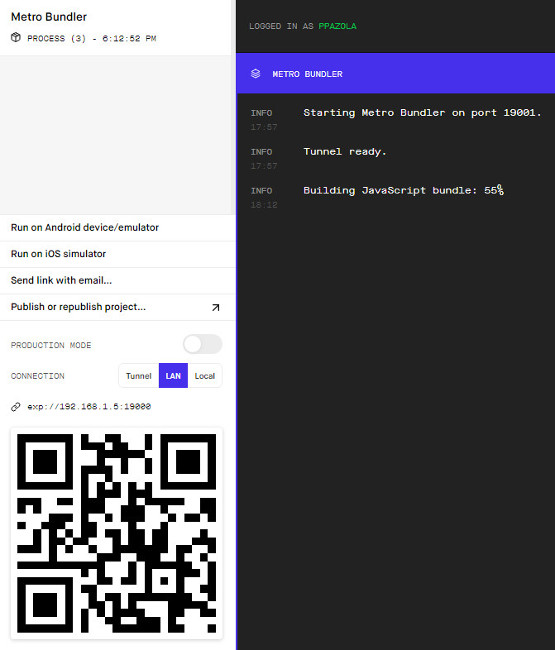 Metro Bundler
PROCESS (3) - 6:12:52 PM
Run on Android device/emulator
Run on iOS simulator
Send link with email...
Publish or republish project...
PRODUCTION MODE
CONNECTION
Tunnel
LAN
Local
exp://192.168.1.5:19000
LOGGED IN AS PPAZOLA
METRO BUNDLER
INFO
17:57
Starting Metro Bundler on port 19001.
INFO
17:57
Tunnel ready.
INFO
18:12
Building JavaScript bundle: 55%